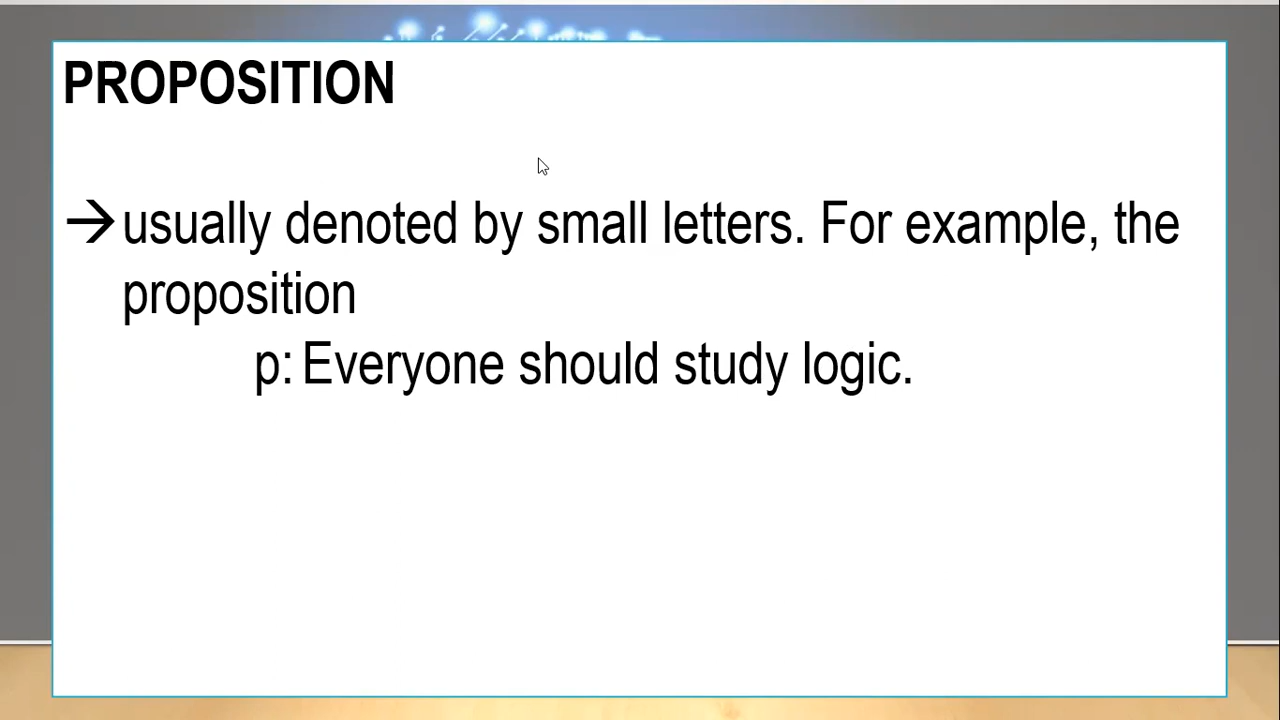 PROPOSITION
→usually denoted by small letters. For example, the
proposition
p: Everyone should study logic.